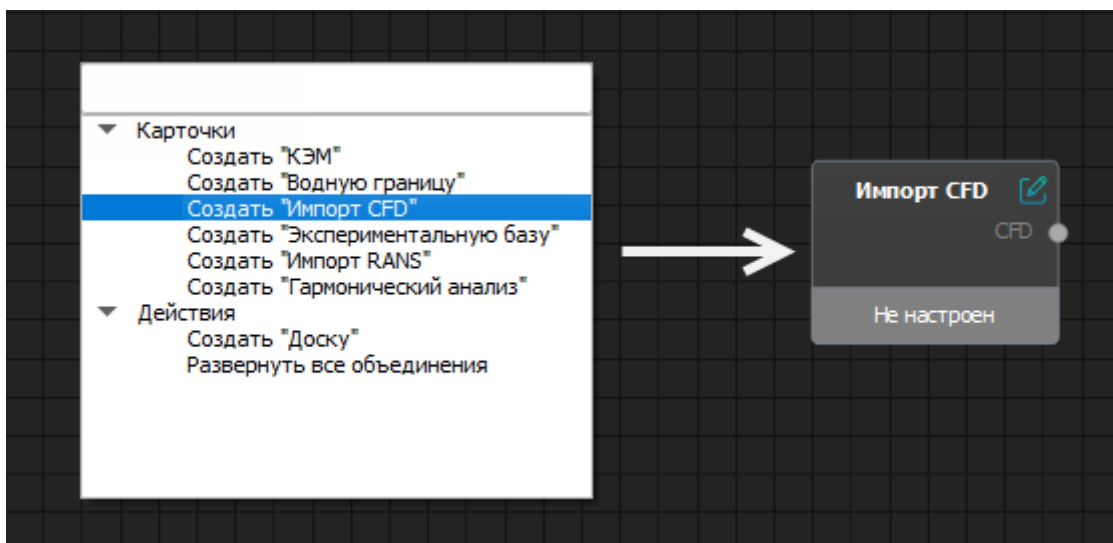 Карточки
Создать "КЭМ"
Создать "Водную границу"
Создать "Импорт CFD"
Создать "Экспериментальную базу"
Создать "Импорт RANS"
Создать "Гармонический анализ"
Действия
Создать "Доску"
Развернуть все объединения
Импорт CFD
CFD
Не настроен